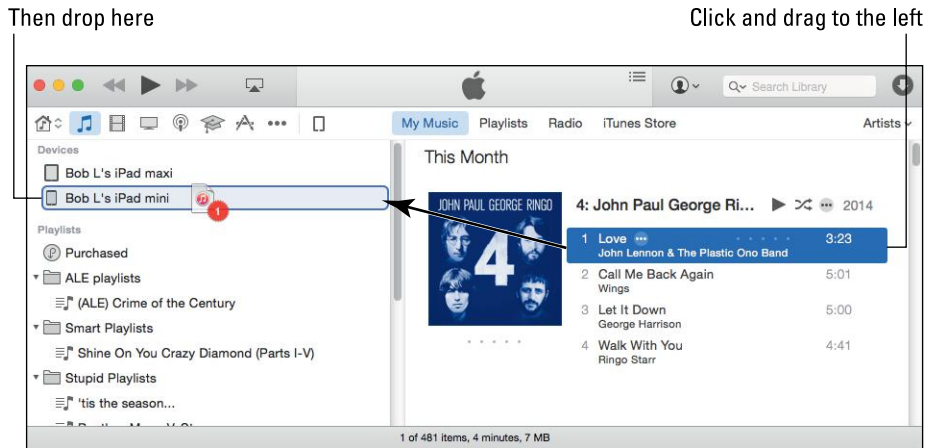 Then drop here
Click and drag to the left
Search Library
My Music Playlists Radio iTunes Store Artists
Devices
Bob L's iPad maxi
Bob L's iPad mini
1
Playlists
Purchased
ALE playlists
(ALE) Crime of the Century
Smart Playlists
Shine On You Crazy Diamond (Parts I-V)
Stupid Playlists
'tis the season...
This Month
JOHN PAUL GEORGE RINGO
4
4: John Paul George Ri... 2014
1 Love 3:23
John Lennon & The Plastic Ono Band
2 Call Me Back Again 5:01
Wings
3 Let It Down 5:00
George Harrison
4 Walk With You 4:41
Ringo Starr
1 of 481 items, 4 minutes, 7 MB